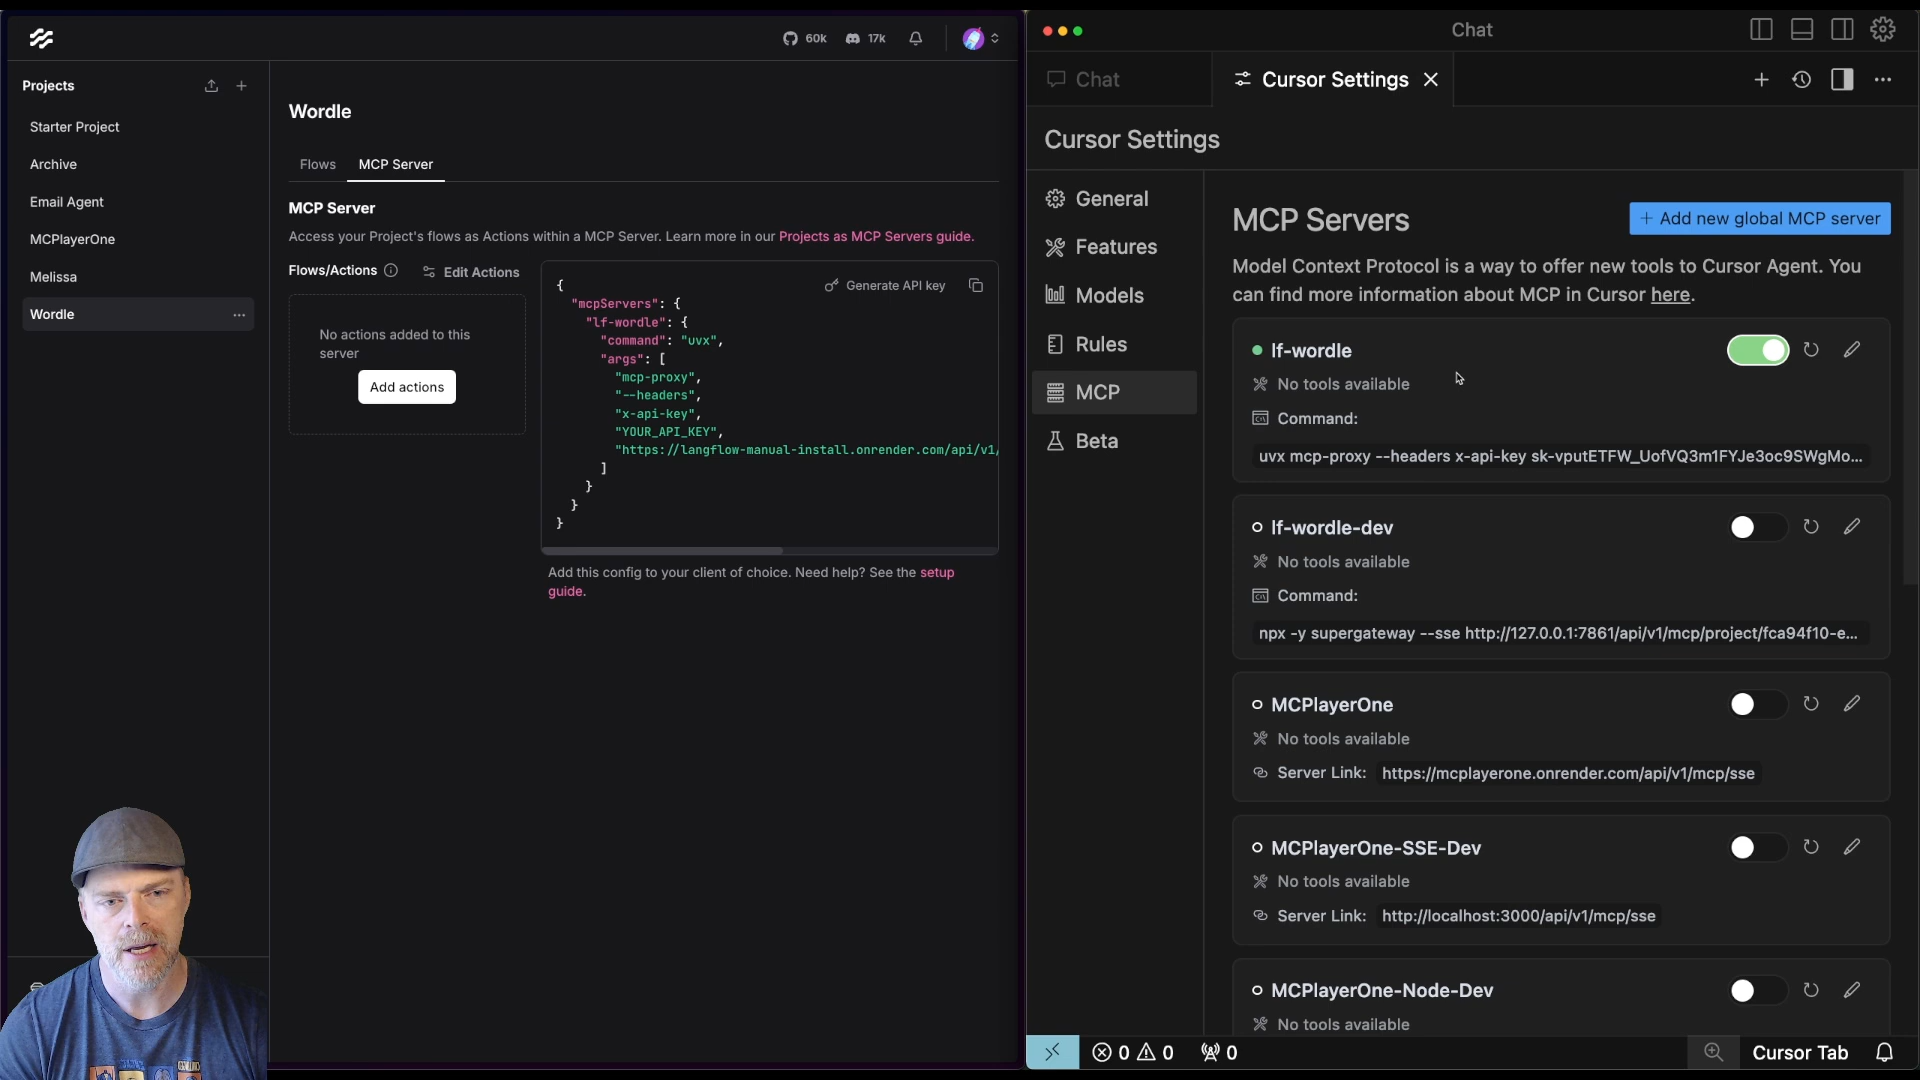 60k
17k
Projects
Starter Project
Archive
Email Agent
MCPlayerOne
Melissa
Wordle
Wordle
Flows
MCP Server
MCP Server
Access your Project's flows as Actions within a MCP Server. Learn more in our Projects as MCP Servers guide.
Flows/Actions
Edit Actions
No actions added to this
server
Add actions
Generate API key
{
"mcpServers": {
"lf-wordle": {
"command": "uvx",
"args": [
"mcp-proxy",
"--headers",
"x-api-key",
"YOUR_API_KEY",
"https://langflow-manual-install.onrender.com/api/v1/
]
}
}
}
Add this config to your client of choice. Need help? See the setup
guide.
Chat
Chat
Cursor Settings
Cursor Settings
General
Features
Models
Rules
MCP
Beta
MCP Servers
+ Add new global MCP server
Model Context Protocol is a way to offer new tools to Cursor Agent. You
can find more information about MCP in Cursor here.
lf-wordle
No tools available
Command:
uvx mcp-proxy --headers x-api-key sk-vputETFW_UofVQ3m1FYJe3oc9SWgMo...
lf-wordle-dev
No tools available
Command:
npx -y supergateway --sse http://127.0.0.1:7861/api/v1/mcp/project/fca94f10-e...
MCPlayerOne
No tools available
Server Link: https://mcplayerone.onrender.com/api/v1/mcp/sse
MCPlayerOne-SSE-Dev
No tools available
Server Link: http://localhost:3000/api/v1/mcp/sse
MCPlayerOne-Node-Dev
No tools available
0 0 0
Cursor Tab